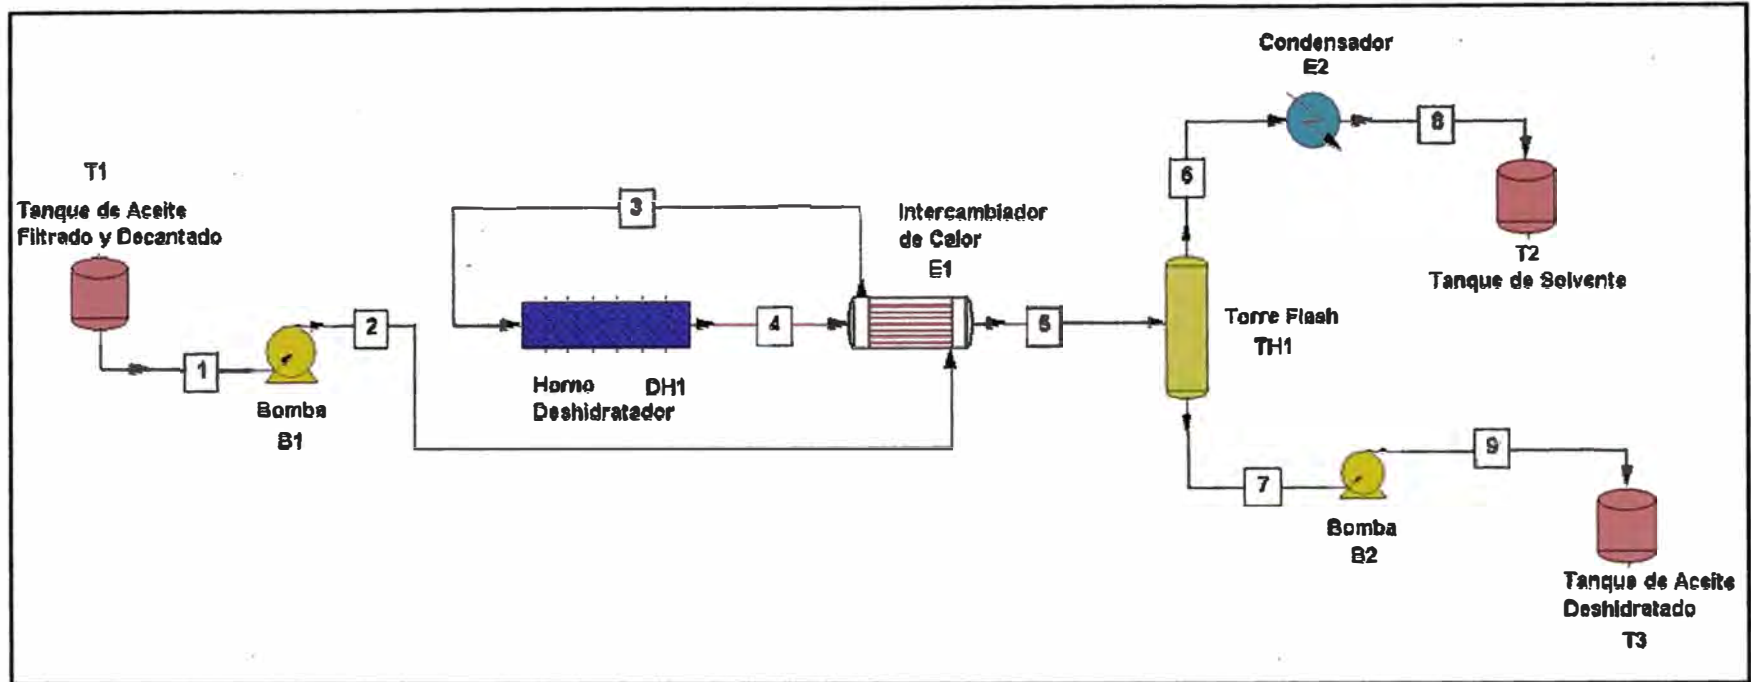 Condensador
E2
8
T1
6
3
Tanque de Aceite
Filtrado y Decantado
Intercambiador
de Calor
E1
T2
Tanque de Solvente
2
4
5
Torre Flash
TH1
1
Horno DH1
Deshidratador
Bomba
B1
9
7
Bomba
B2
Tanque de Aceite
Deshidratado
T3